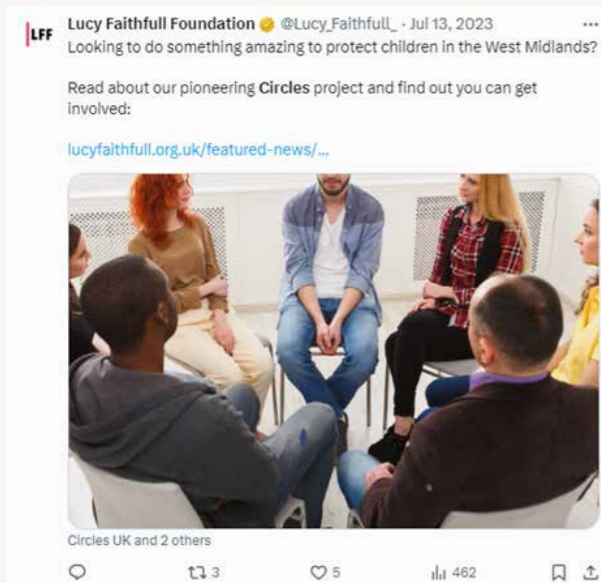 LFF Lucy Faithfull Foundation @Lucy_Faithfull_ · Jul 13, 2023 ...
Looking to do something amazing to protect children in the West Midlands?
Read about our pioneering Circles project and find out you can get
involved:
lucyfaithfull.org.uk/featured-news/...
Circles UK and 2 others
3 5 462